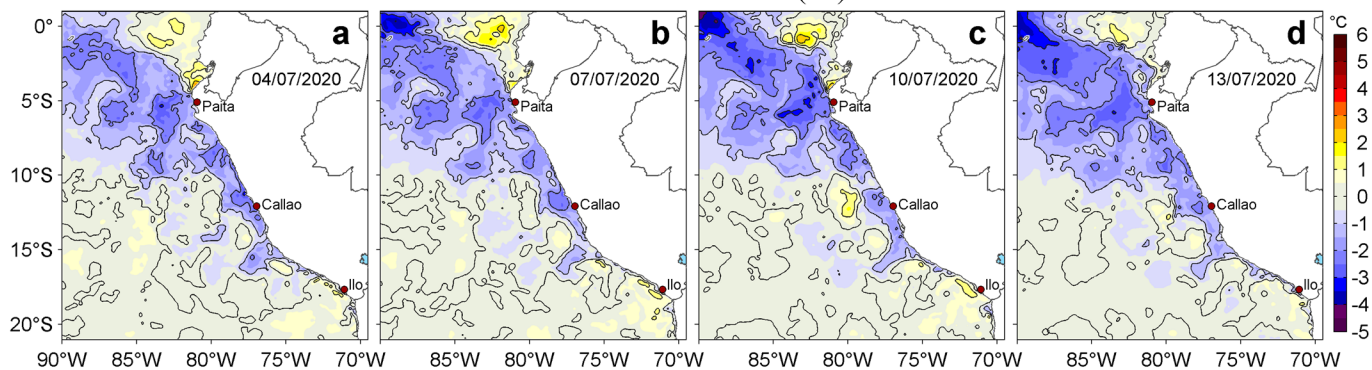 a
b
c
d
°C
04/07/2020
07/07/2020
10/07/2020
13/07/2020
0°
5°S
10°S
15°S
20°S
Paita
Callao
Ilo
Paita
Callao
Ilo
Paita
Callao
Ilo
Paita
Callao
Ilo
6
5
4
3
2
1
0
-1
-2
-3
-4
-5
90°W 85°W 80°W 75°W 70°W
85°W 80°W 75°W 70°W
85°W 80°W 75°W 70°W
85°W 80°W 75°W 70°W